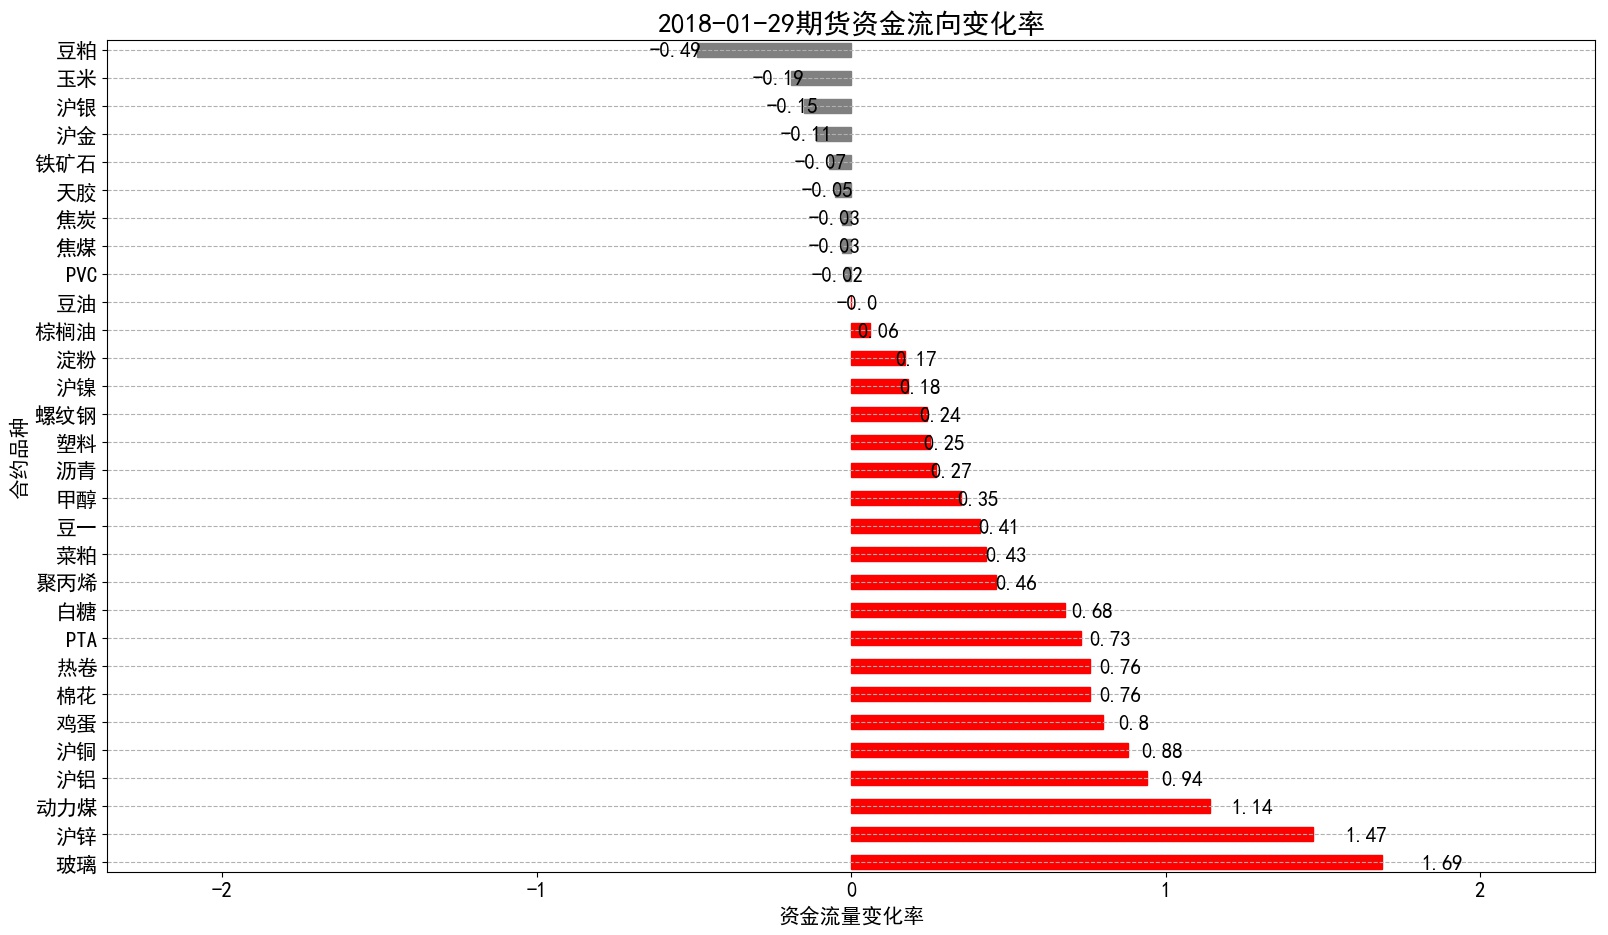 2018-01-29期货资金流向变化率
豆粕 -0.49
玉米 -0.19
沪银 -0.15
沪金 -0.11
铁矿石 -0.07
天胶 -0.05
焦炭 -0.03
焦煤 -0.03
PVC -0.02
豆油 -0.0
棕榈油 0.06
淀粉 0.17
沪镍 0.18
螺纹钢 0.24
塑料 0.25
沥青 0.27
甲醇 0.35
豆一 0.41
菜粕 0.43
聚丙烯 0.46
白糖 0.68
PTA 0.73
热卷 0.76
棉花 0.76
鸡蛋 0.8
沪铜 0.88
沪铝 0.94
动力煤 1.14
沪锌 1.47
玻璃 1.69
合约品种
-2 -1 0 1 2
资金流量变化率